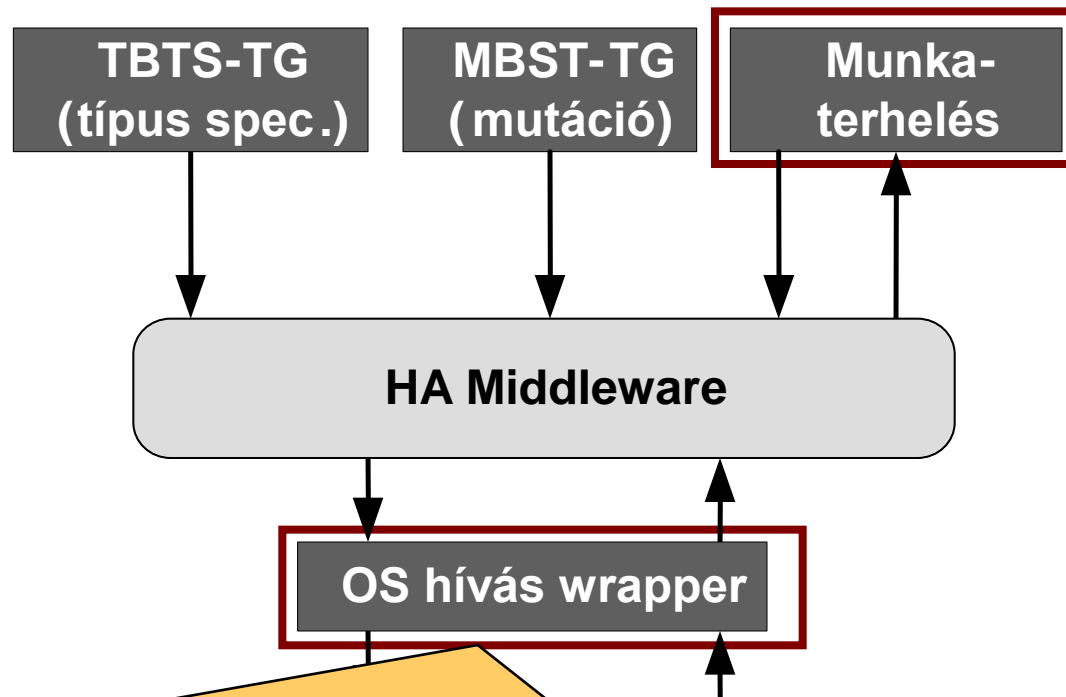 TBTS-TG
(típus spec.)
MBST-TG
(mutáció)
Munka-
terhelés
HA Middleware
OS hívás wrapper